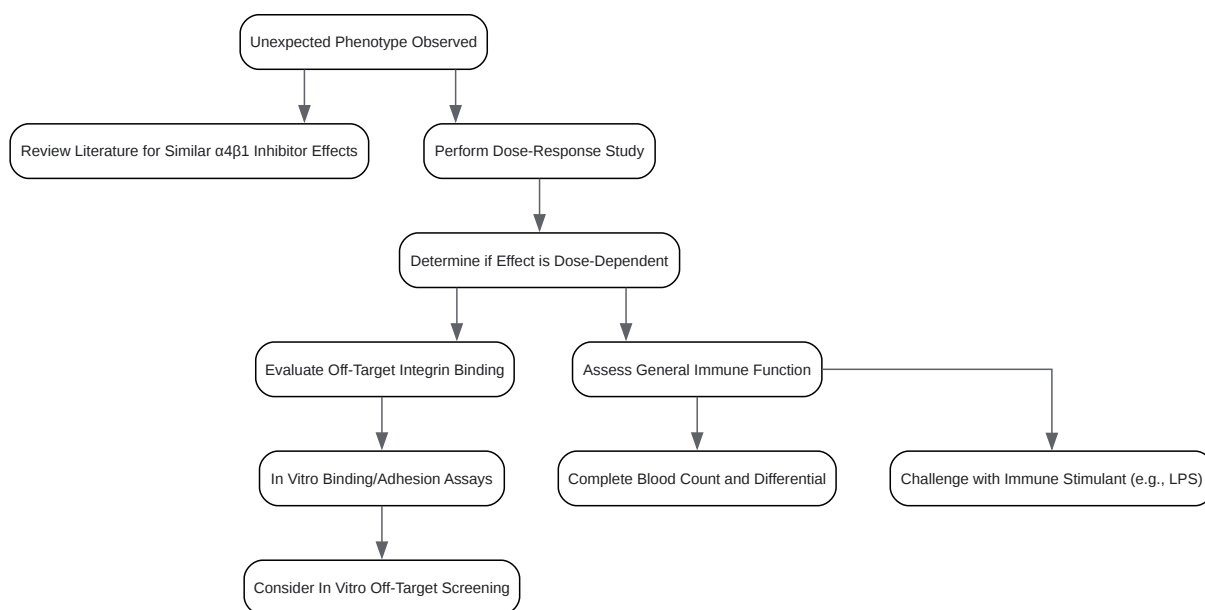 Unexpected Phenotype Observed
Review Literature for Similar α4β1 Inhibitor Effects
Perform Dose-Response Study
Determine if Effect is Dose-Dependent
Evaluate Off-Target Integrin Binding
Assess General Immune Function
In Vitro Binding/Adhesion Assays
Complete Blood Count and Differential
Challenge with Immune Stimulant (e.g., LPS)
Consider In Vitro Off-Target Screening